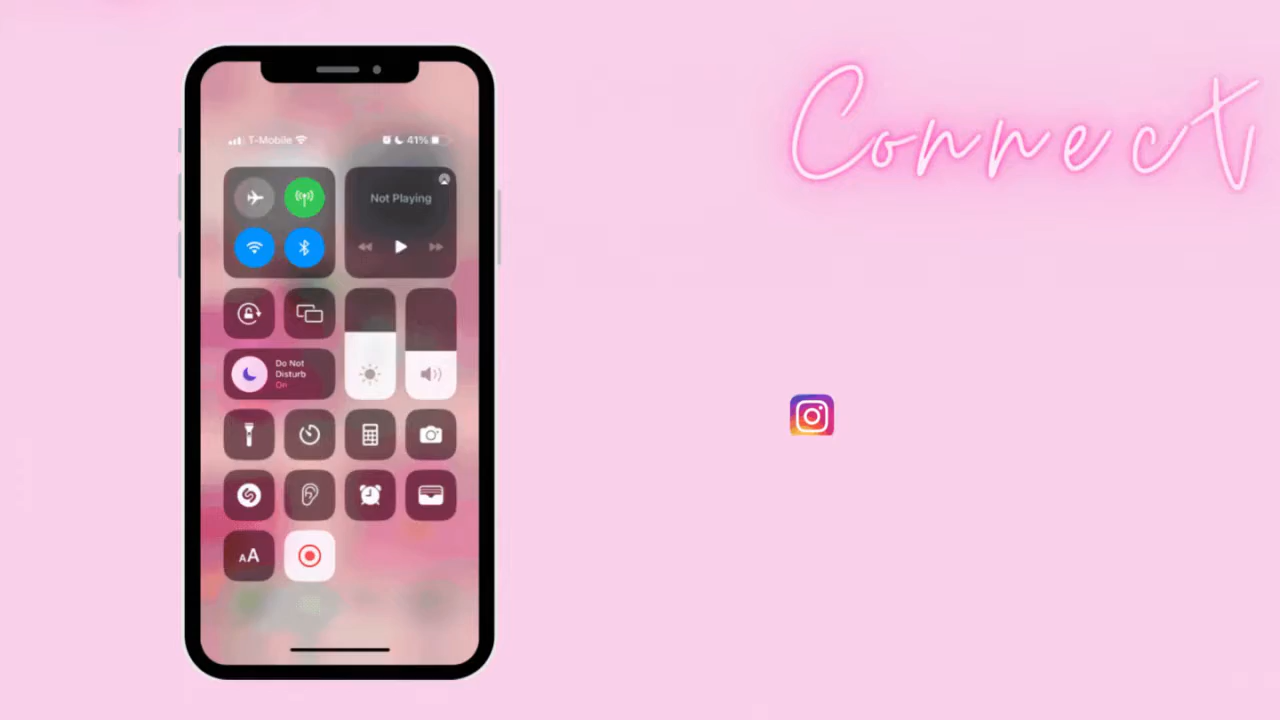 Connect
T-Mobile 41%
Not Playing
Do Not
Disturb
On
AA